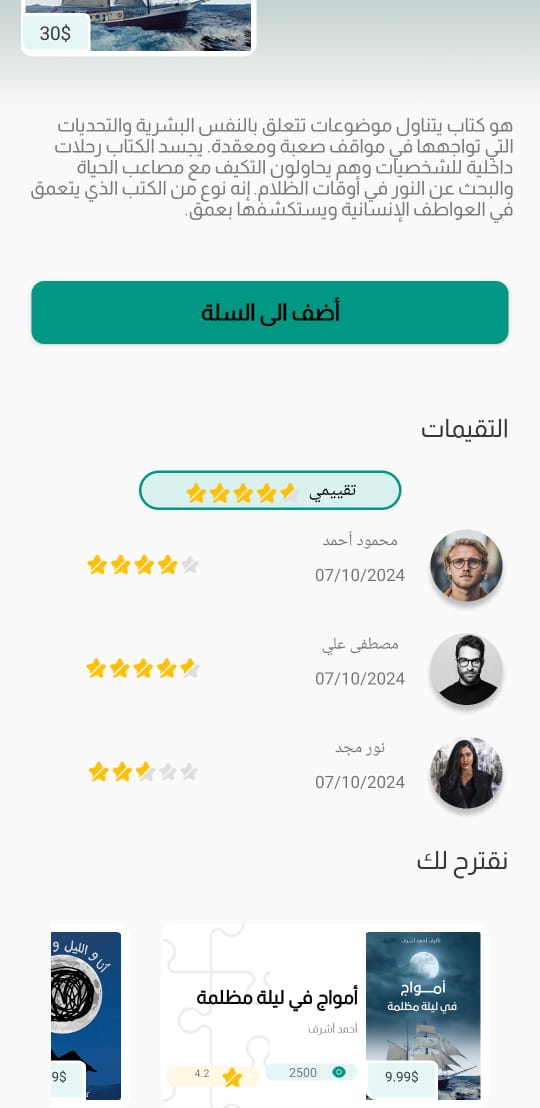 30$
هو كتاب يتناول موضوعات تتعلق بالنفس البشرية والتحديات
التي تواجهها في مواقف صعبة ومعقدة. يجسد الكتاب رحلات
داخلية للشخصيات وهم يحاولون التكيف مع مصاعب الحياة
والبحث عن النور في أوقات الظلام. إنه نوع من الكتب الذي يتعمق
في العواطف الإنسانية ويستكشفها بعمق.
أضف الى السلة
التقيمات
تقييمي
محمود أحمد
07/10/2024
مصطفى علي
07/10/2024
نور مجد
07/10/2024
نقترح لك
تأليف أحمد أشرف
أمـــواج
في ليلة مظلمة
9.99$
أمواج في ليلة مظلمة
أحمد أشرف
2500
4.2
أنا و الليل و
9$